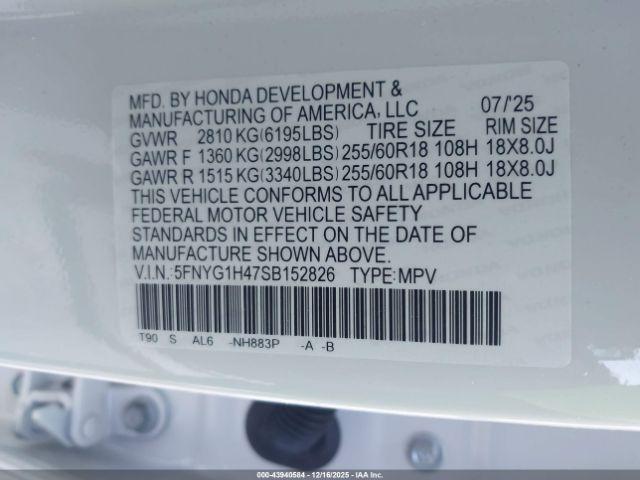 MFD. BY HONDA DEVELOPMENT &
MANUFACTURING OF AMERICA, LLC 07/'25
GVWR 2810 KG(6195LBS) TIRE SIZE RIM SIZE
GAWR F 1360 KG(2998LBS) 255/60R18 108H 18X8.0J
GAWR R 1515 KG(3340LBS) 255/60R18 108H 18X8.0J
THIS VEHICLE CONFORMS TO ALL APPLICABLE
FEDERAL MOTOR VEHICLE SAFETY
STANDARDS IN EFFECT ON THE DATE OF
MANUFACTURE SHOWN ABOVE.
V.I.N.:5FNYG1H47SB152826 TYPE:MPV
T90 S AL6 -NH883P -A -B
000-43940584 - 12/16/2025 - IAA Inc.